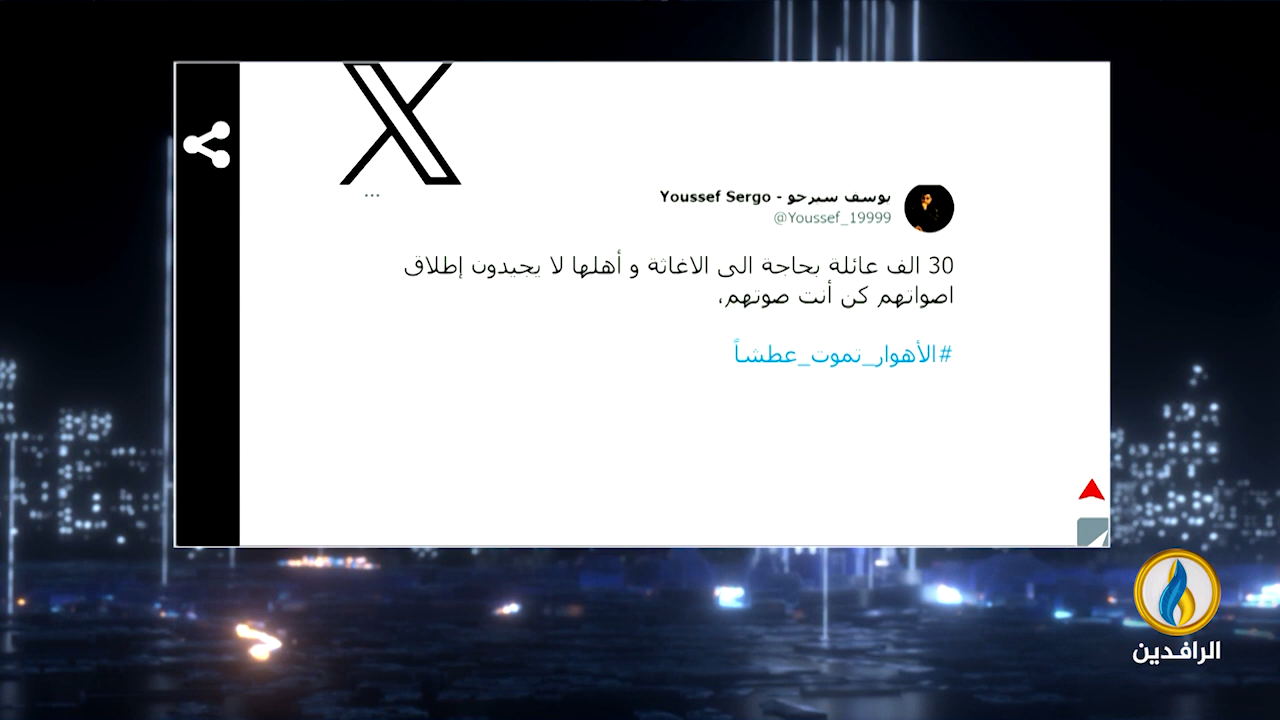 يوسف سيرجو - Youssef Sergo
@Youssef_19999
...
30 الف عائلة بحاجة الى الاغاثة و أهلها لا يجيدون إطلاق
اصواتهم كن أنت صوتهم،
#الأهوار_تموت_عطشاً
الرافدين